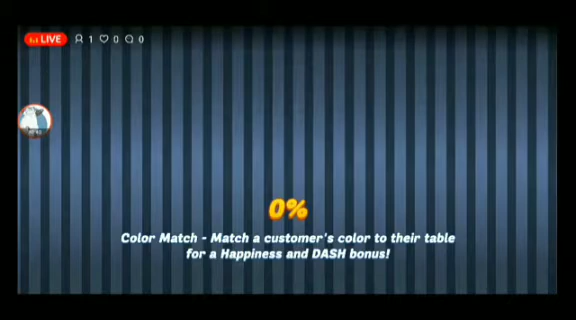 LIVE 1 0 0
0%
Color Match - Match a customer's color to their table
for a Happiness and DASH bonus!